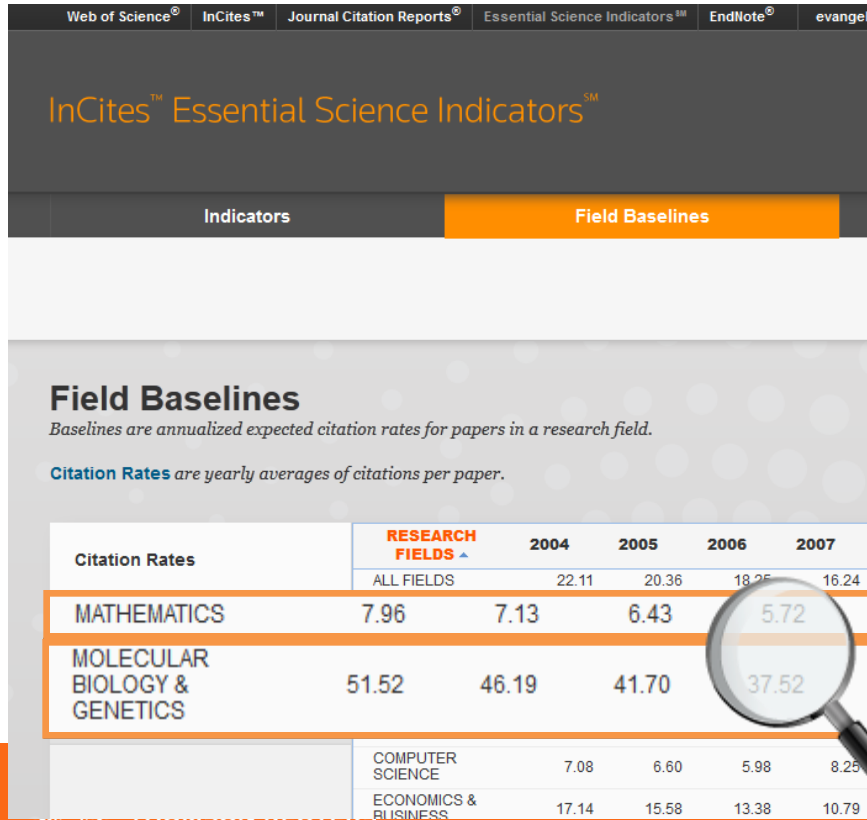 Web of Science® InCites™ Journal Citation Reports® Essential Science Indicators℠ EndNote® evangel
InCites™ Essential Science Indicators℠
Indicators Field Baselines
Field Baselines
Baselines are annualized expected citation rates for papers in a research field.
Citation Rates are yearly averages of citations per paper.
Citation Rates RESEARCH FIELDS 2004 2005 2006 2007
ALL FIELDS 22.11 20.36 18.25 16.24
MATHEMATICS 7.96 7.13 6.43 5.72
MOLECULAR
BIOLOGY & 51.52 46.19 41.70 37.52
GENETICS
COMPUTER
SCIENCE 7.08 6.60 5.98 8.25
ECONOMICS &
BUSINESS 17.14 15.58 13.38 10.79